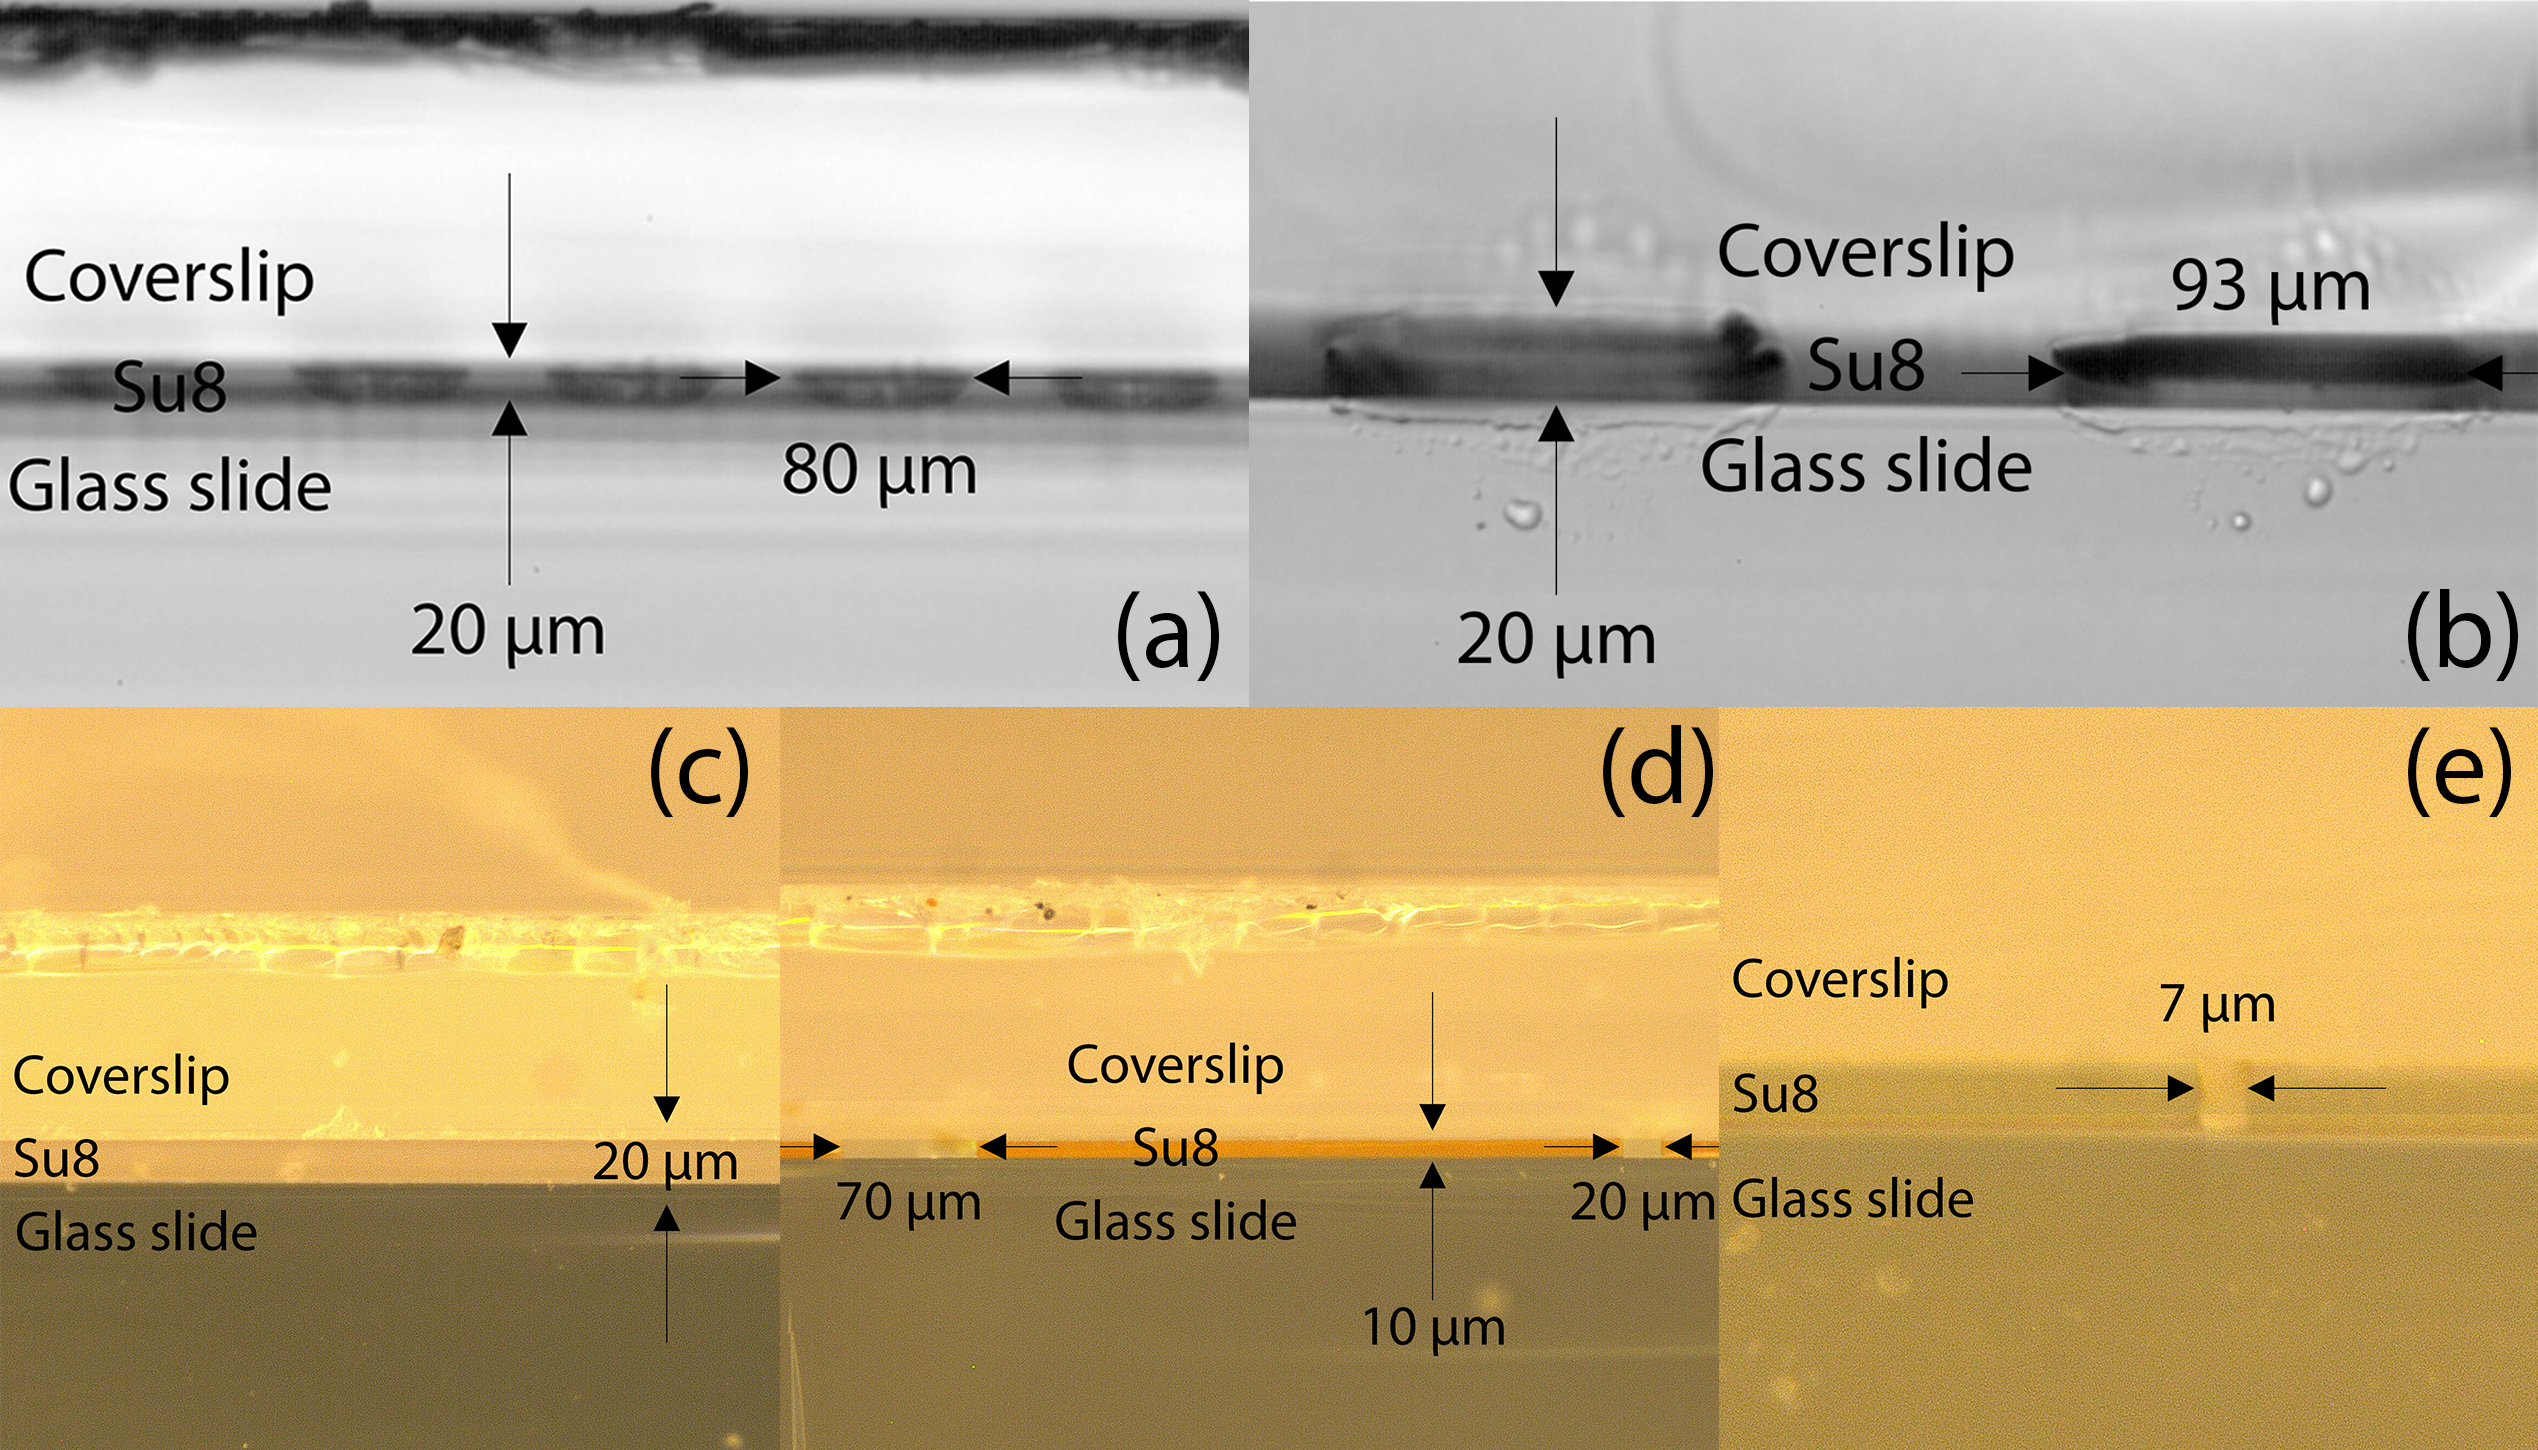 Coverslip
Su8
Glass slide
80 µm
20 µm
(a)
Coverslip
93 µm
Su8
Glass slide
20 µm
(b)
(c)
Coverslip
Su8
20 µm
Glass slide
(d)
Coverslip
Su8
70 µm
Glass slide
20 µm
10 µm
(e)
Coverslip
7 µm
Su8
Glass slide